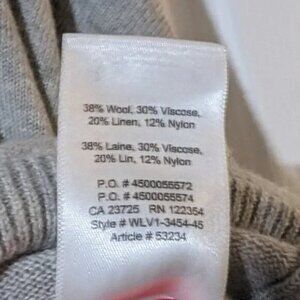 38% Wool, 30% Viscose,
20% Linen, 12% Nylon
38% Laine, 30% Viscose,
20% Lin, 12% Nylon
P.O. # 4500055572
P.O. # 4500055574
CA 23725 RN 122354
Style # WLV1-3454-45
Article # 53234